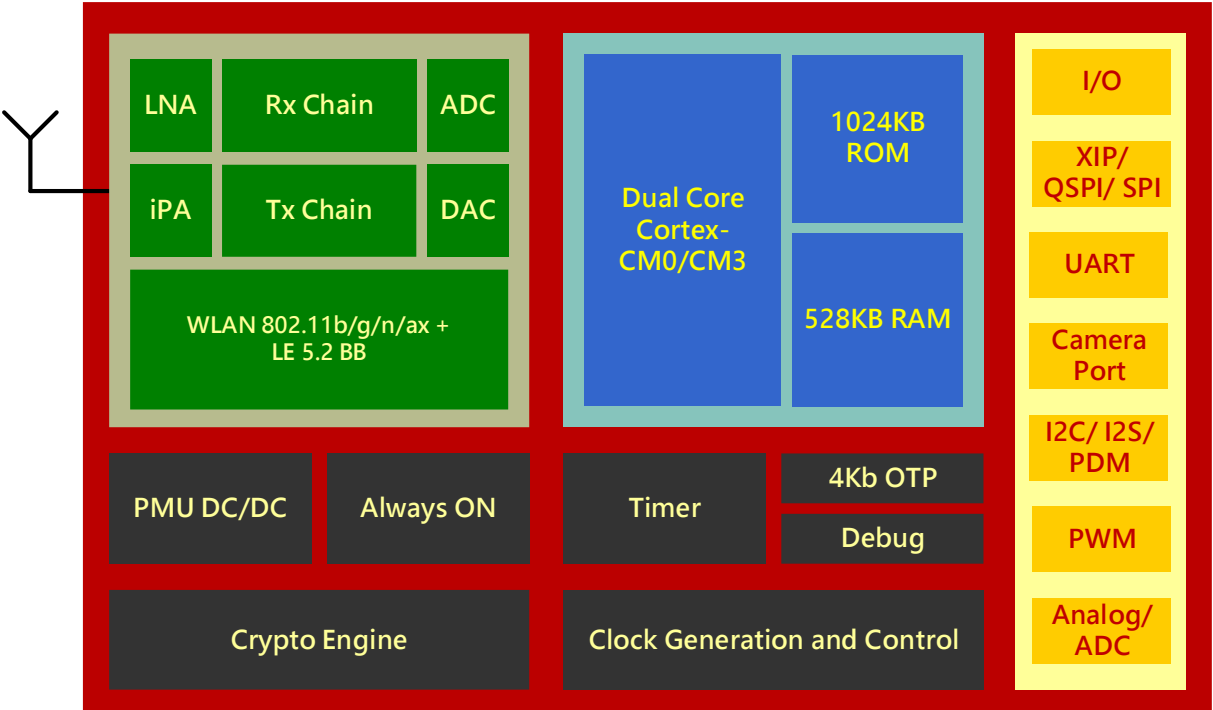 LNA
Rx Chain
ADC
iPA
Tx Chain
DAC
WLAN 802.11b/g/n/ax +
LE 5.2 BB
Dual Core
Cortex-
CM0/CM3
1024KB
ROM
528KB RAM
PMU DC/DC
Always ON
Timer
4Kb OTP
Debug
Crypto Engine
Clock Generation and Control
I/O
XIP/
QSPI/ SPI
UART
Camera
Port
I2C/ I2S/
PDM
PWM
Analog/
ADC